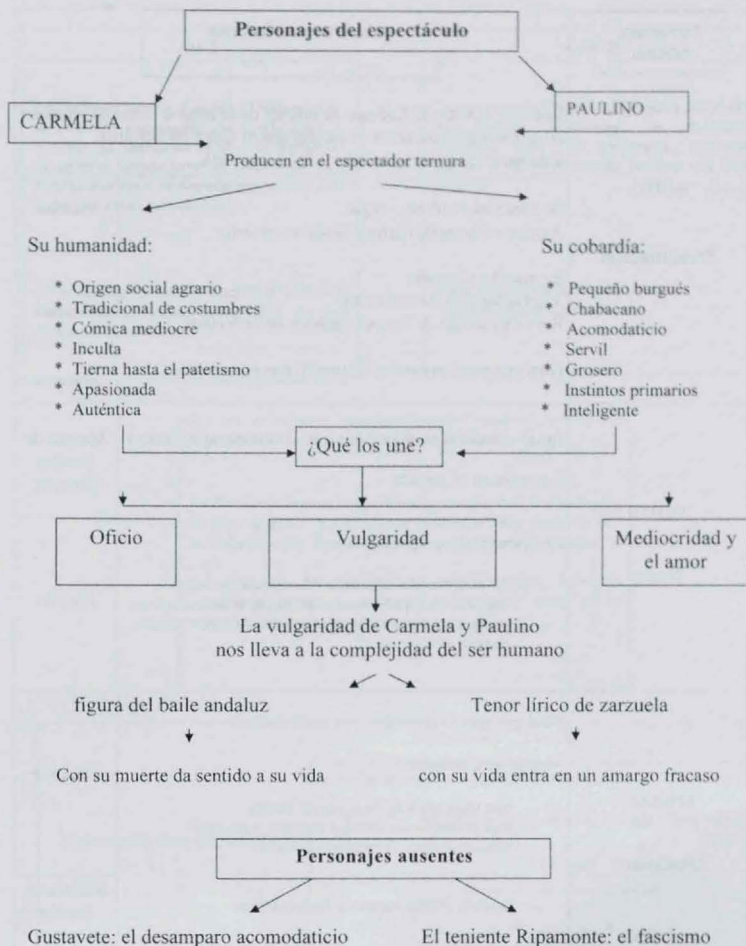 Personajes del espectáculo
CARMELA
PAULINO
Producen en el espectador ternura
Su humanidad:
* Origen social agrario
* Tradicional de costumbres
* Cómica mediocre
* Inculta
* Tierna hasta el patetismo
* Apasionada
* Auténtica
Su cobardía:
* Pequeño burgués
* Chabacano
* Acomodaticio
* Servil
* Grosero
* Instintos primarios
* Inteligente
¿Qué los une?
Oficio
Vulgaridad
Mediocridad y
el amor
La vulgaridad de Carmela y Paulino
nos lleva a la complejidad del ser humano
figura del baile andaluz
Tenor lírico de zarzuela
Con su muerte da sentido a su vida
con su vida entra en un amargo fracaso
Personajes ausentes
Gustavete: el desamparo acomodaticio
El teniente Ripamonte: el fascismo